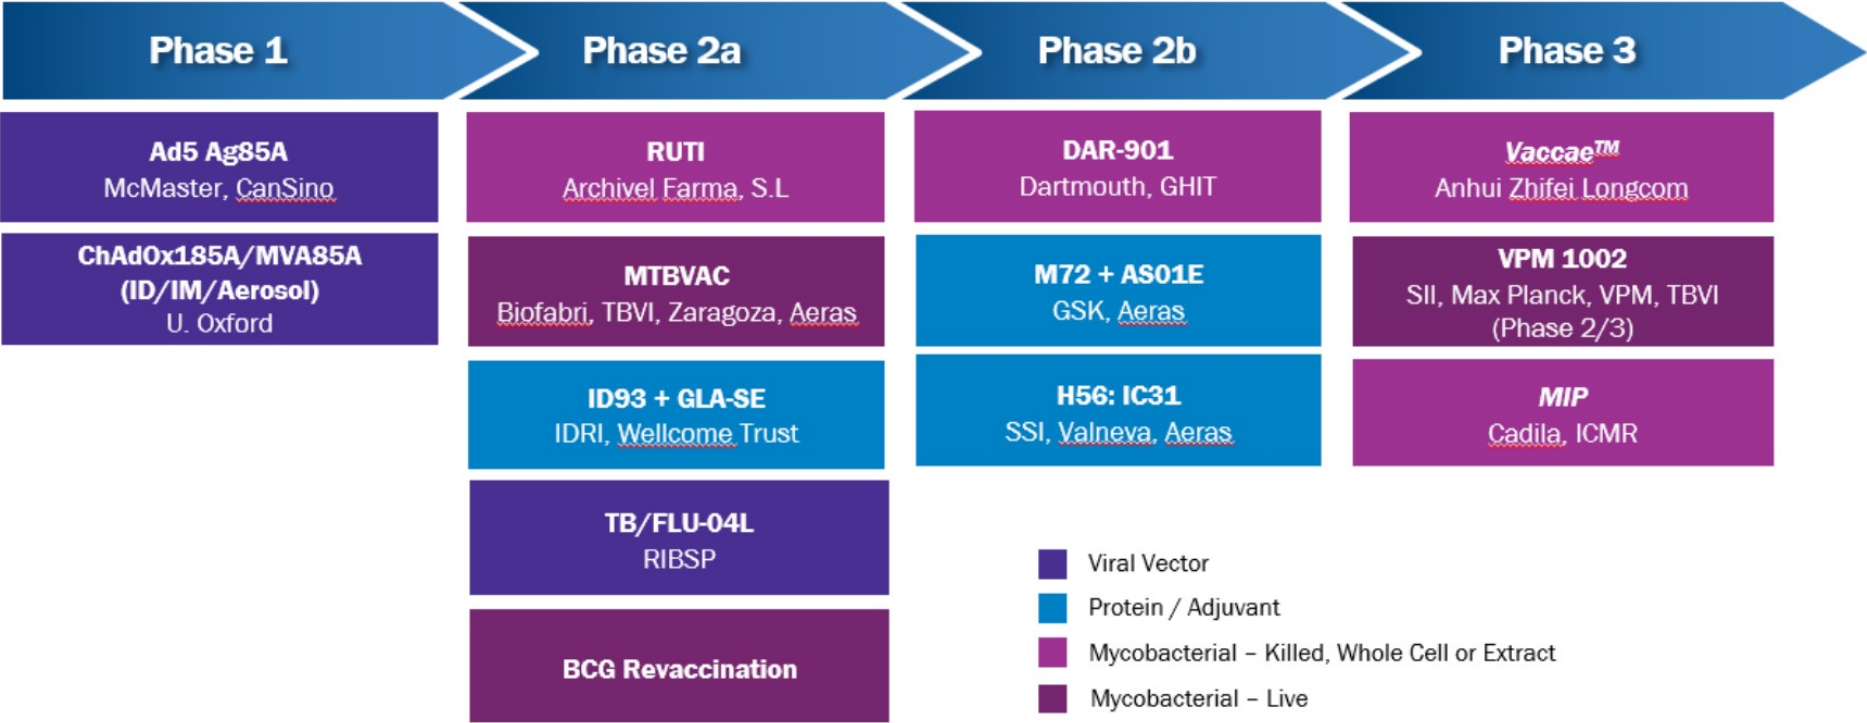 Phase 1
Phase 2a
Phase 2b
Phase 3
Ad5 Ag85A
McMaster, CanSino
ChAdOx185A/MVA85A
(ID/IM/Aerosol)
U. Oxford
RUTI
Archivel Farma, S.L
MTBVAC
Biofabri, TBVI, Zaragoza, Aeras
ID93 + GLA-SE
IDRI, Wellcome Trust
TB/FLU-04L
RIBSP
BCG Revaccination
DAR-901
Dartmouth, GHIT
M72 + AS01E
GSK, Aeras
H56: IC31
SSI, Valneva, Aeras
Vaccae™
Anhui Zhifei Longcom
VPM 1002
SII, Max Planck, VPM, TBVI
(Phase 2/3)
MIP
Cadila, ICMR
Viral Vector
Protein / Adjuvant
Mycobacterial – Killed, Whole Cell or Extract
Mycobacterial – Live